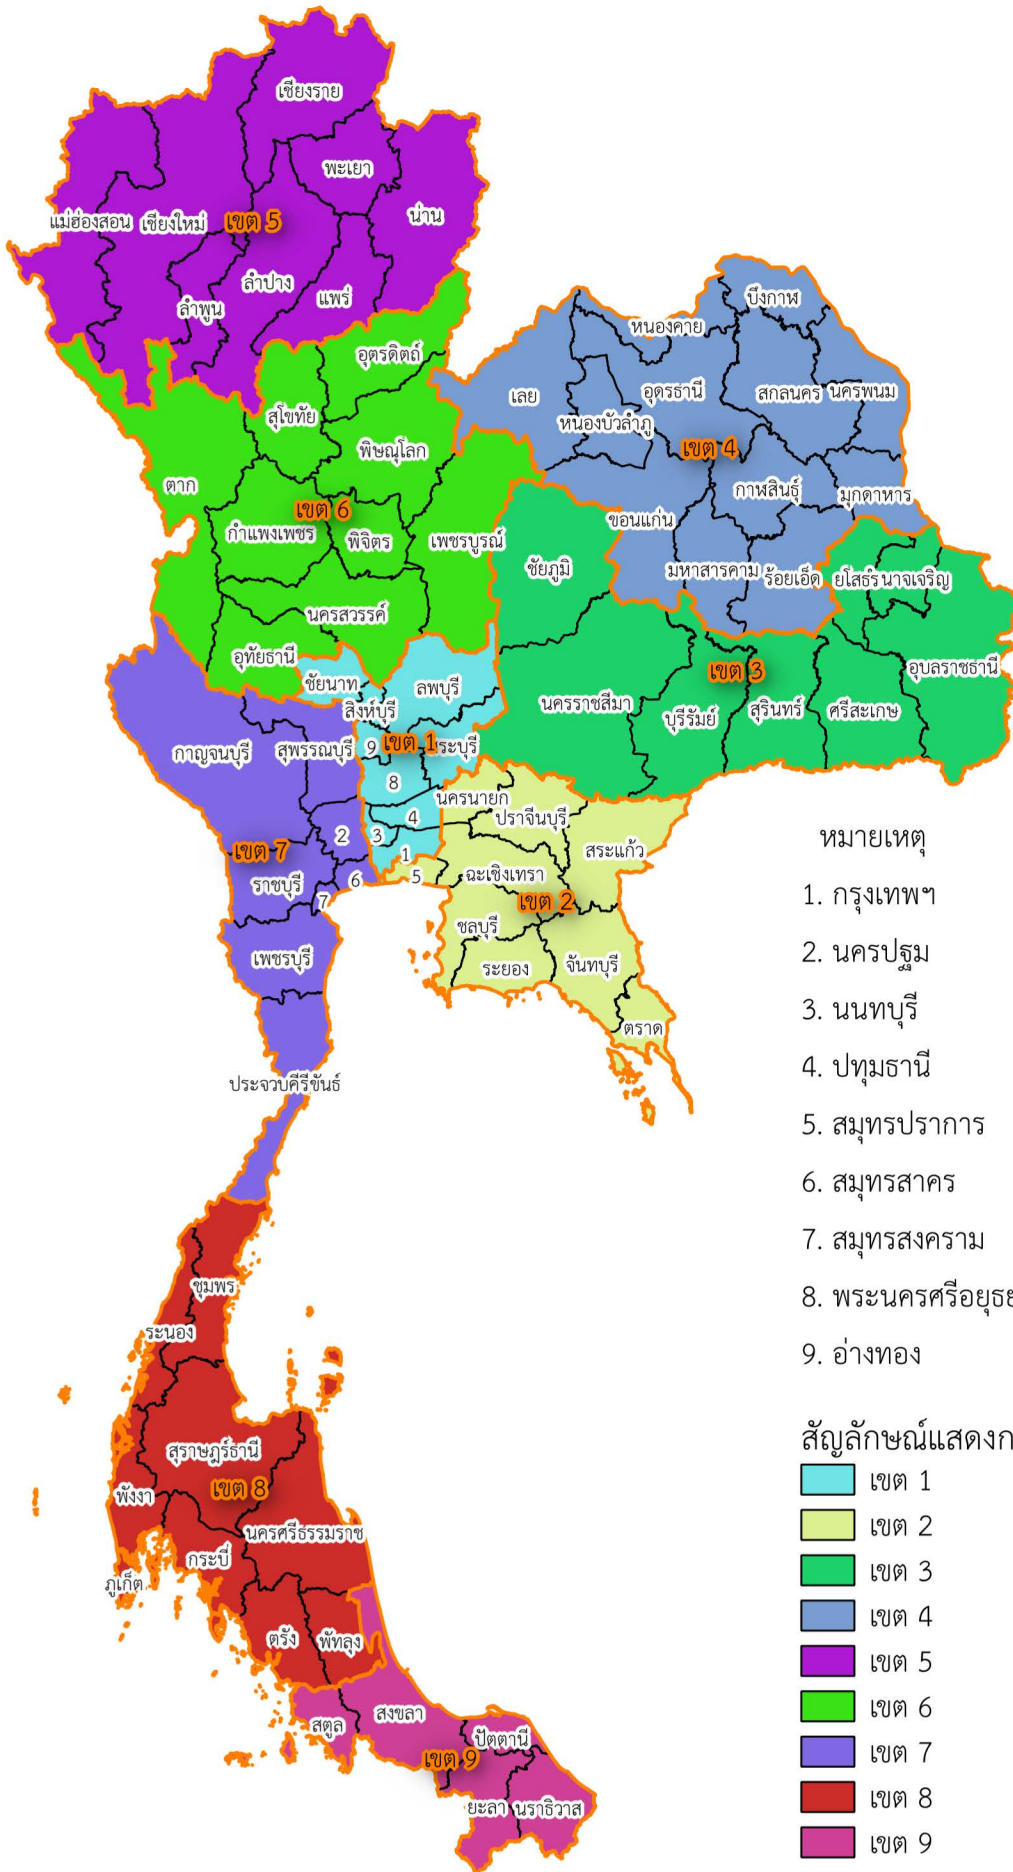 เชียงราย
พะเยา
น่าน
แม่ฮ่องสอน
เชียงใหม่
เขต 5
ลำปาง
แพร่
ลำพูน
บึงกาฬ
หนองคาย
อุตรดิตถ์
เลย
อุดรธานี
สกลนคร
นครพนม
สุโขทัย
หนองบัวลำภู
พิษณุโลก
เขต 4
ตาก
กาฬสินธุ์
มุกดาหาร
เขต 6
กำแพงเพชร
พิจิตร
เพชรบูรณ์
ขอนแก่น
ชัยภูมิ
มหาสารคาม
ร้อยเอ็ด
ยโสธร
นาจเจริญ
นครสวรรค์
อุทัยธานี
ชัยนาท
ลพบุรี
เขต 3
อุบลราชธานี
สิงห์บุรี
นครราชสีมา
บุรีรัมย์
สุรินทร์
ศรีสะเกษ
กาญจนบุรี
สุพรรณบุรี
9
เขต 1
ระบุรี
8
นครนายก
ปราจีนบุรี
4
2
3
1
สระแก้ว
เขต 7
ราชบุรี
6
5
7
ฉะเชิงเทรา
เขต 2
ชลบุรี
ระยอง
จันทบุรี
เพชรบุรี
ตราด
ประจวบคีรีขันธ์
ชุมพร
ระนอง
สุราษฎร์ธานี
พังงา
เขต 8
นครศรีธรรมราช
กระบี่
ภูเก็ต
ตรัง
พัทลุง
สตูล
สงขลา
ปัตตานี
เขต 9
ยะลา
นราธิวาส
หมายเหตุ
1. กรุงเทพฯ
2. นครปฐม
3. นนทบุรี
4. ปทุมธานี
5. สมุทรปราการ
6. สมุทรสาคร
7. สมุทรสงคราม
8. พระนครศรีอยุธย
9. อ่างทอง
สัญลักษณ์แสดงก
เขต 1
เขต 2
เขต 3
เขต 4
เขต 5
เขต 6
เขต 7
เขต 8
เขต 9